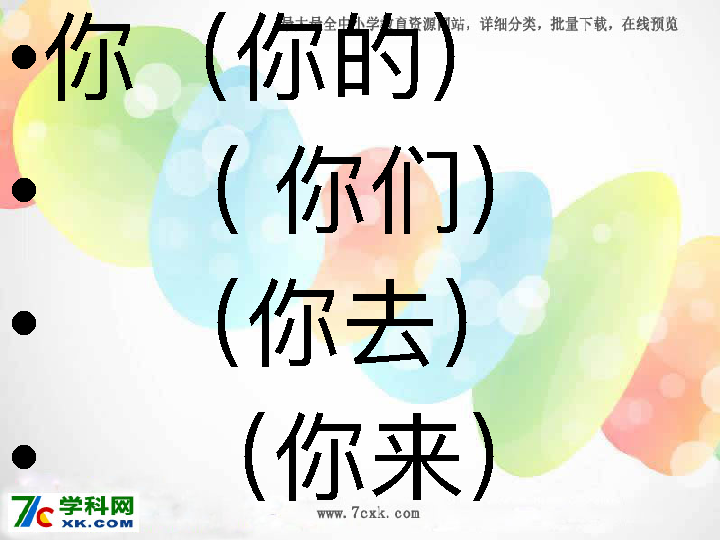 最大最全中小学教育资源网站，详细分类，批量下载，在线预览
•你 （你的）
• （ 你们）
• （你去）
• （你来）
7C 学科网
XK.COM
www.7cxk.com